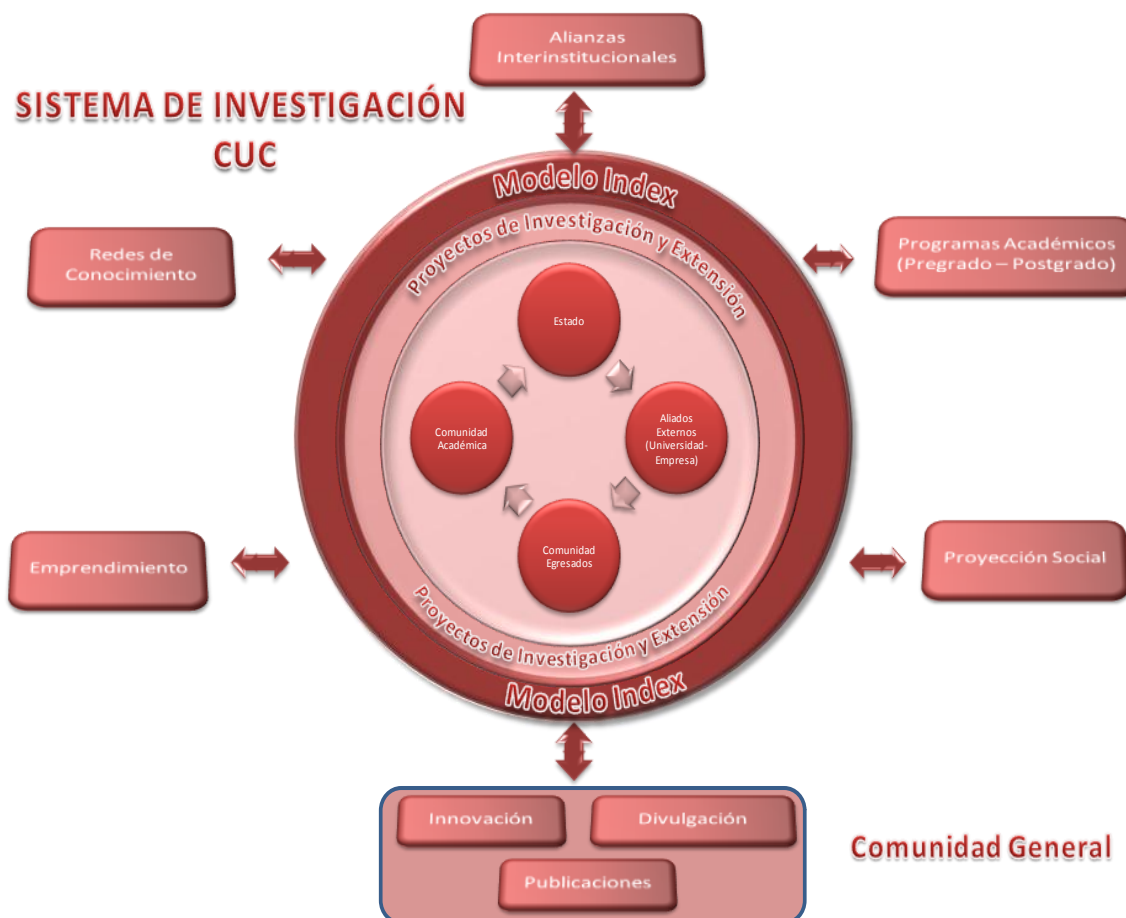 Alianzas
Interinstitucionales
SISTEMA DE INVESTIGACIÓN
CUC
Modelo Index
Proyectos de Investigación y Extensión
Redes de
Conocimiento
Programas Académicos
(Pregrado – Postgrado)
Estado
Comunidad
Académica
Aliados
Externos
(Universidad-
Empresa)
Comunidad
Egresados
Emprendimiento
Proyección Social
Proyectos de Investigación y Extensión
Modelo Index
Innovación
Divulgación
Publicaciones
Comunidad General